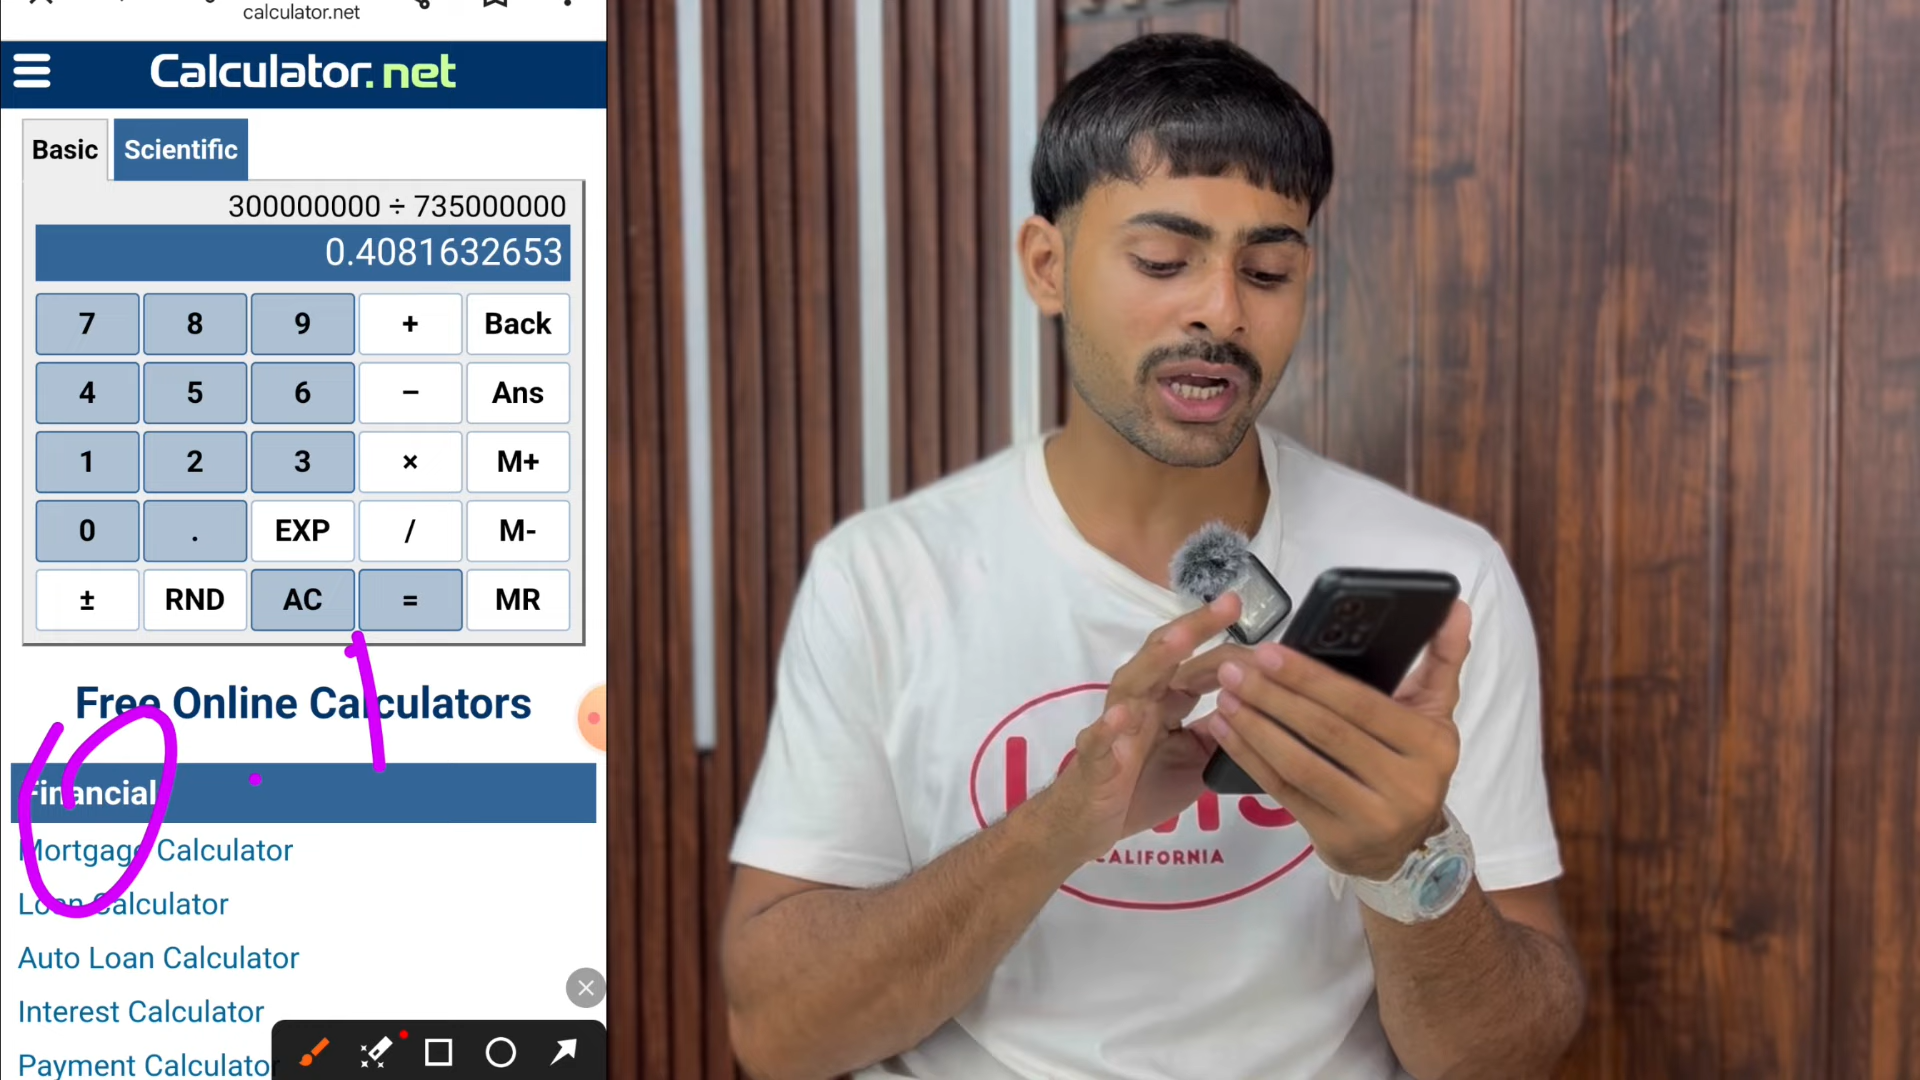 calculator.net
Calculator.net
Basic Scientific
300000000 ÷ 735000000
0.4081632653
7 8 9 + Back
4 5 6 − Ans
1 2 3 × M+
0 . EXP / M-
± RND AC = MR
Free Online Calculators
Financial
Mortgage Calculator
Loan Calculator
Auto Loan Calculator
Interest Calculator
Payment Calculator
0.1
CALIFORNIA